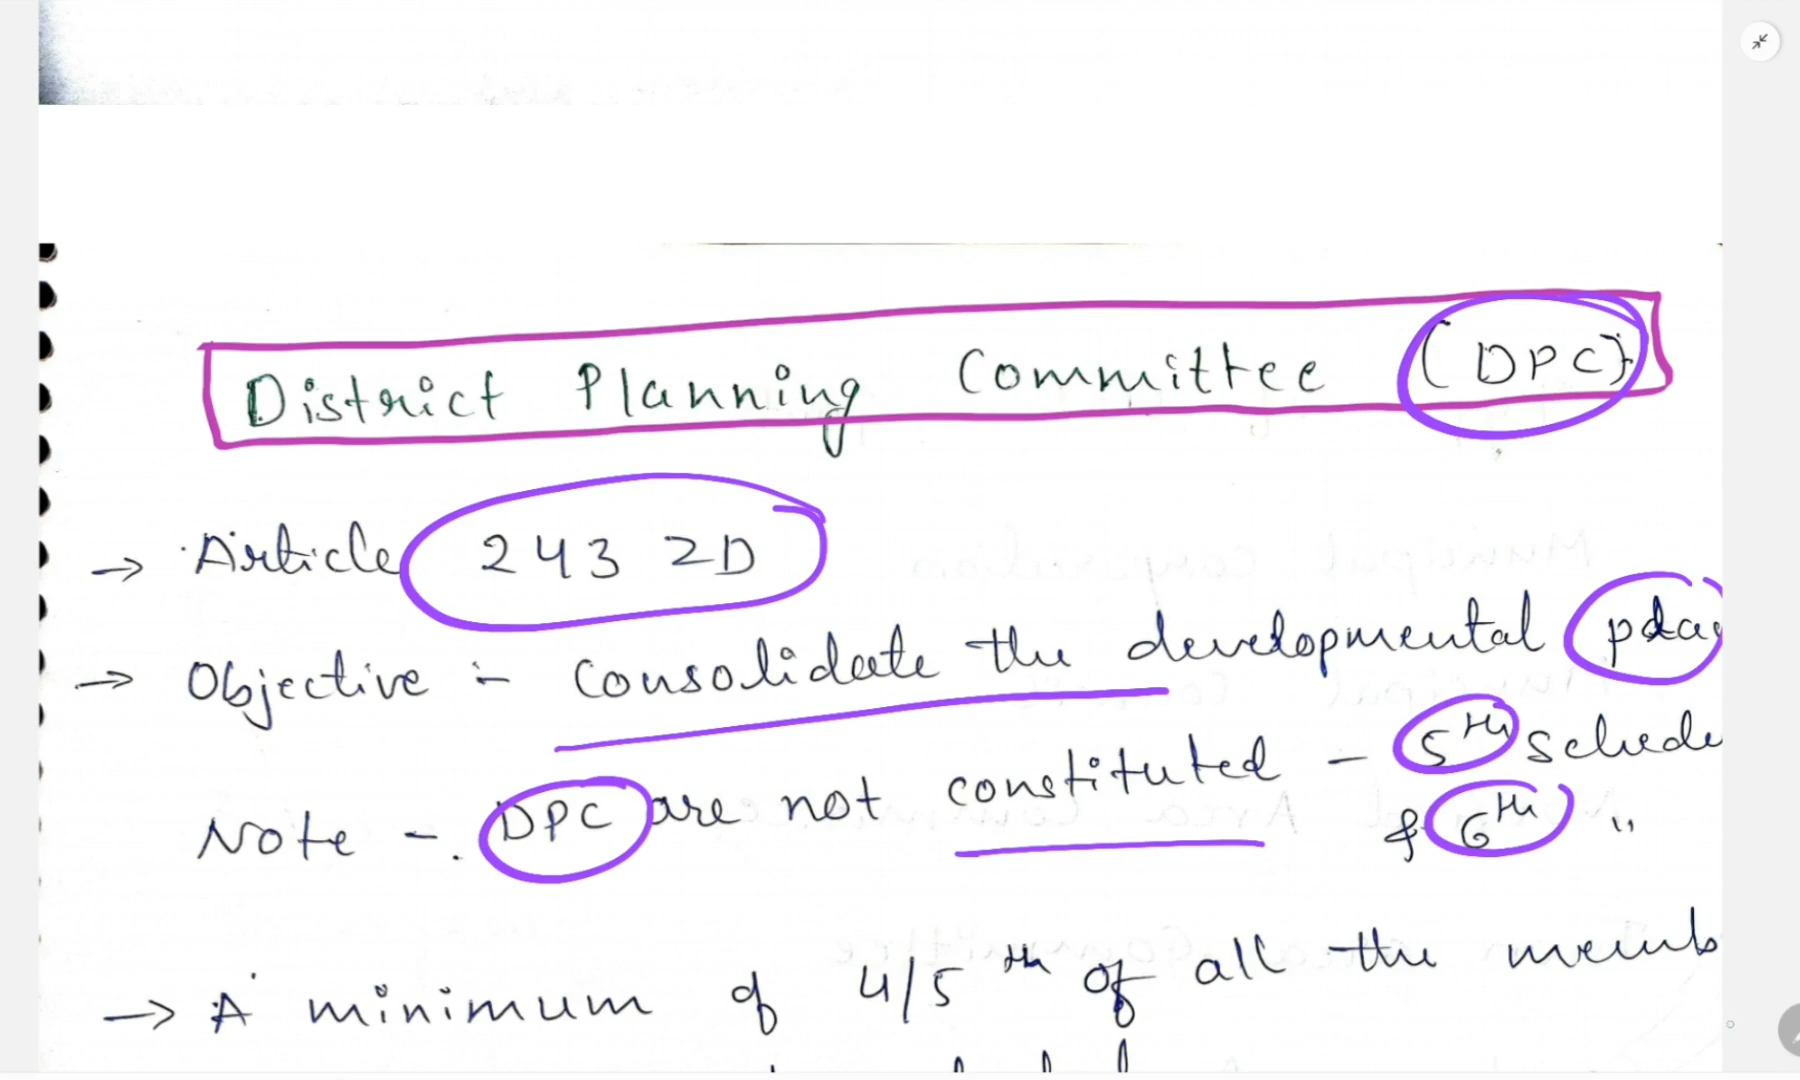 District Planning Committee (DPC)
→ Article 243 ZD
→ Objective :- Consolidate the developmental
Note -. DPC are not constituted - 5th
& 6th "
→ A minimum of 4/5th of all the